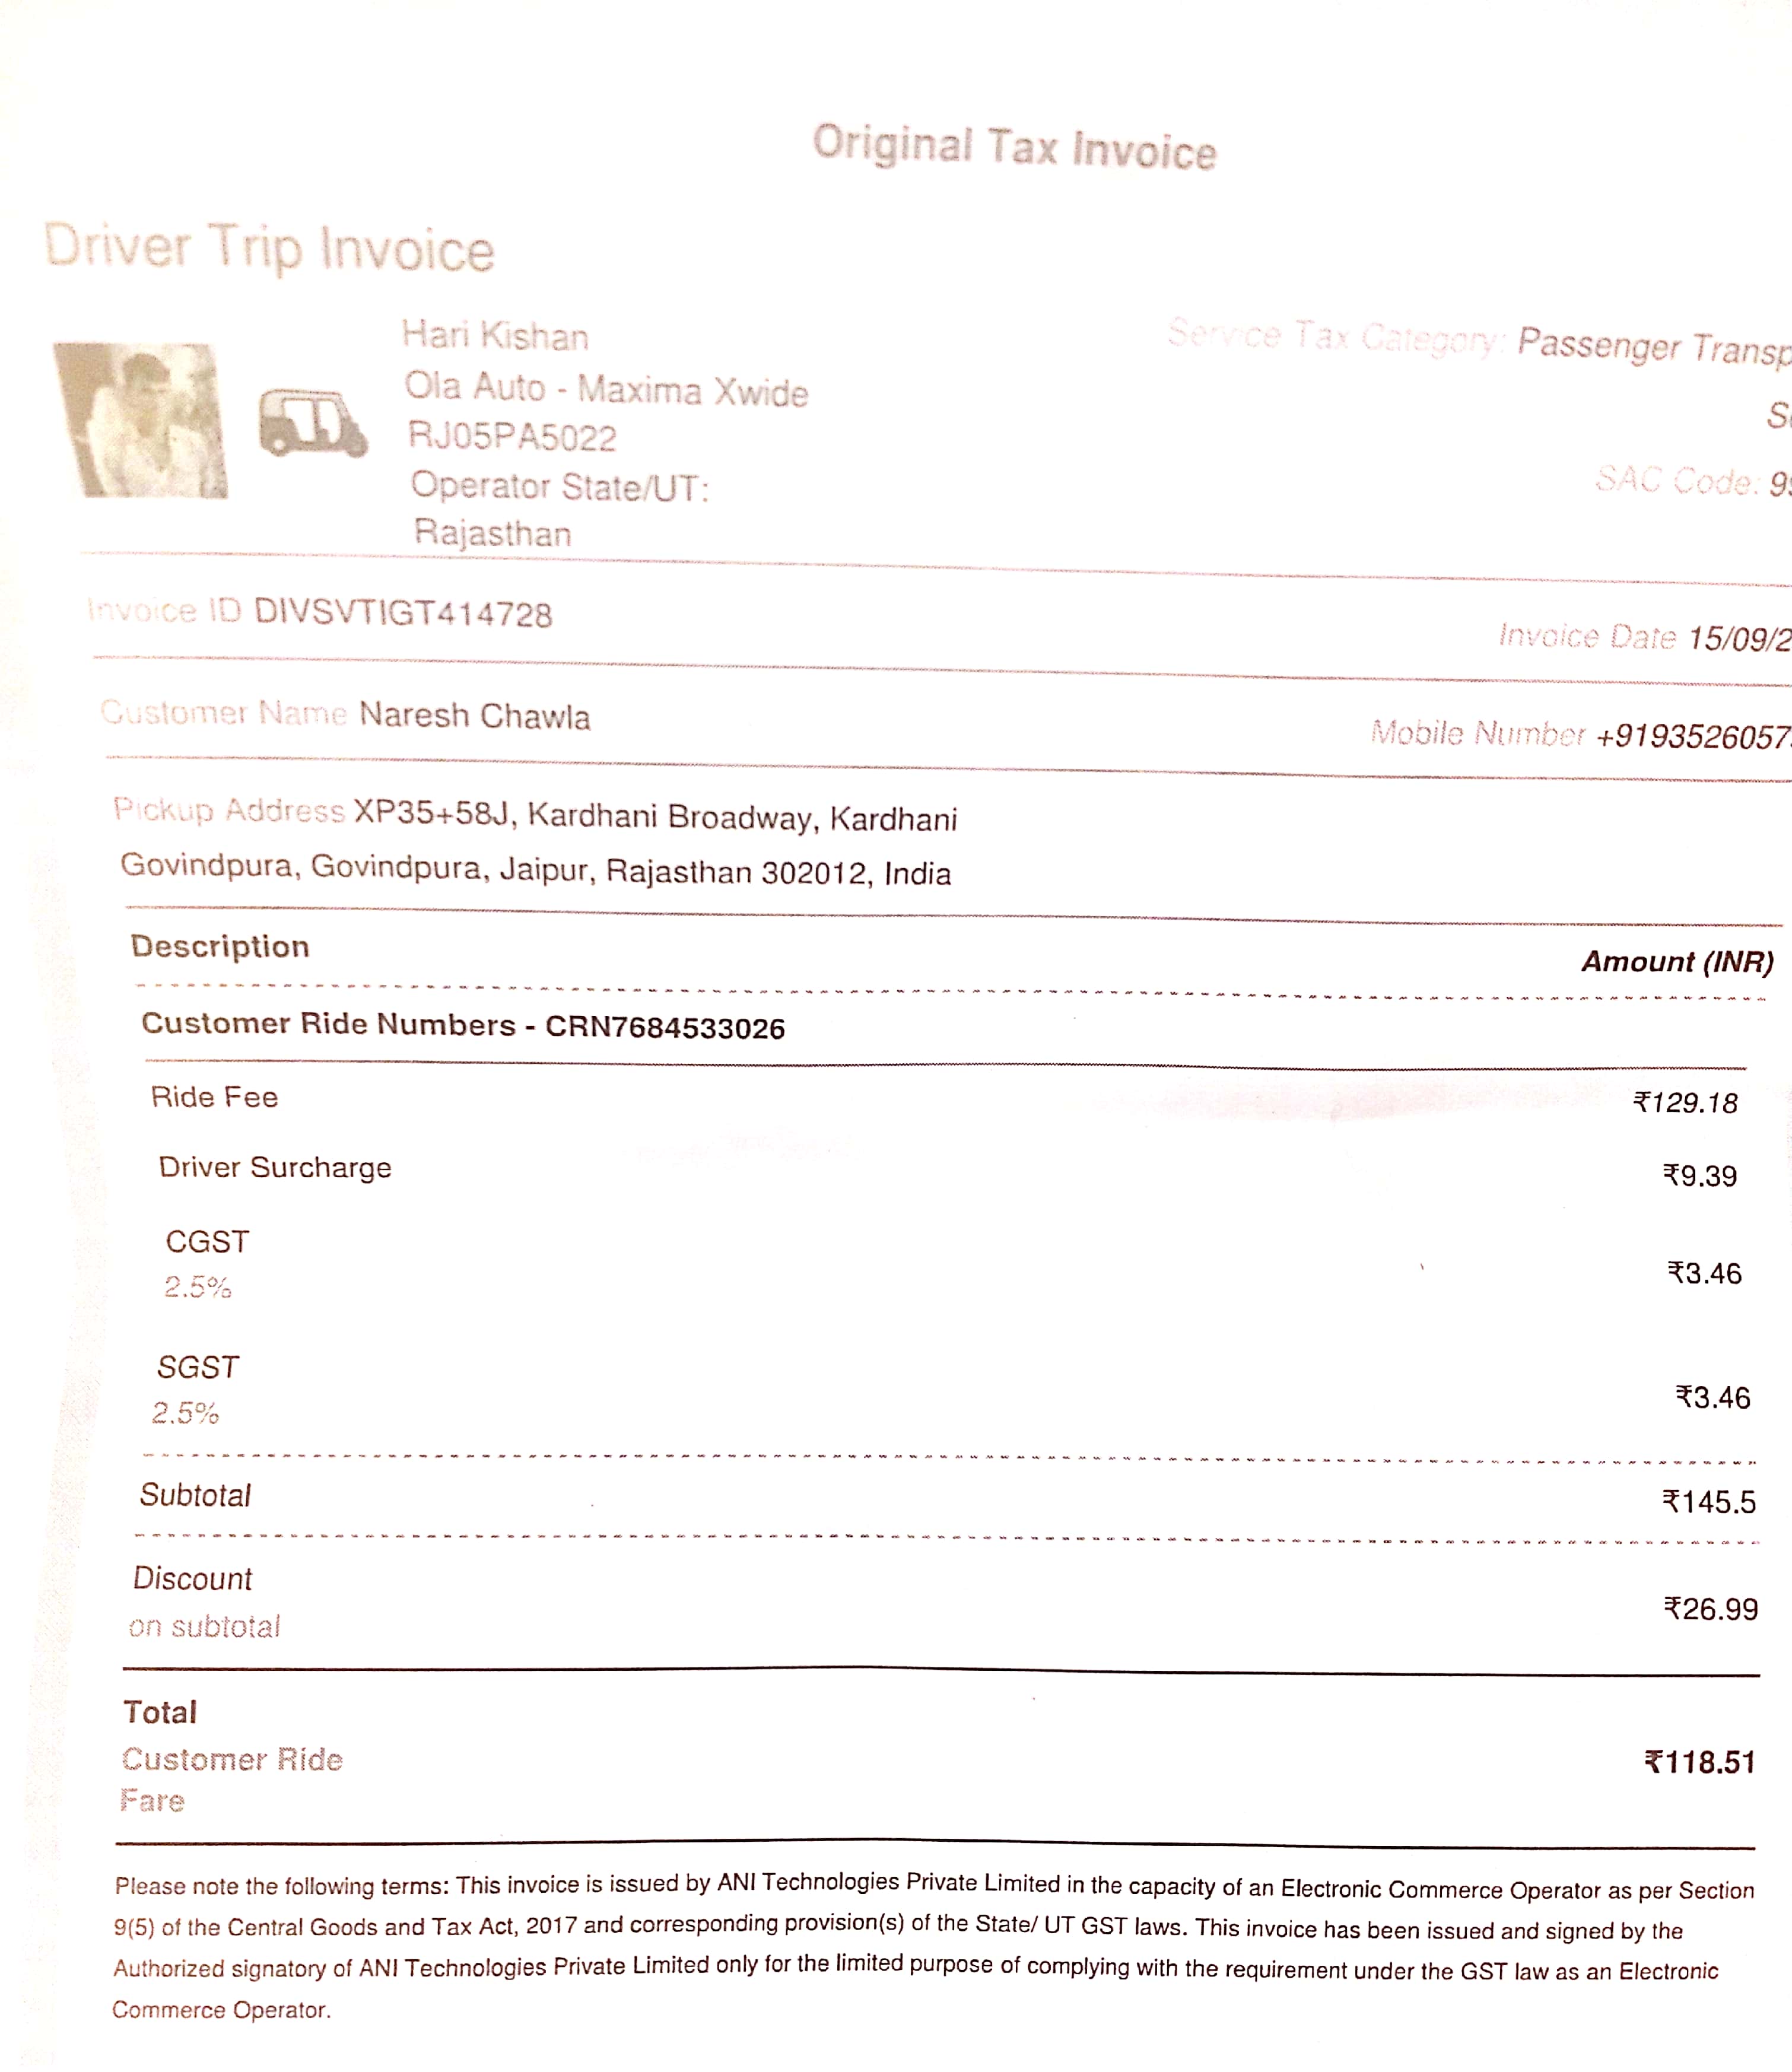 Original Tax Invoice
Driver Trip Invoice
Hari Kishan
Ola Auto - Maxima Xwide
RJ05PA5022
Operator State/UT:
Rajasthan
Service Tax Category: Passenger Transp
SAC Code: 99
Invoice ID DIVSVTIGT414728
Invoice Date 15/09/2
Customer Name Naresh Chawla
Mobile Number +9193526057
Pickup Address XP35+58J, Kardhani Broadway, Kardhani
Govindpura, Govindpura, Jaipur, Rajasthan 302012, India
Description Amount (INR)
Customer Ride Numbers - CRN7684533026
Ride Fee ₹129.18
Driver Surcharge ₹9.39
CGST
2.5% ₹3.46
SGST
2.5% ₹3.46
Subtotal ₹145.5
Discount
on subtotal ₹26.99
Total
Customer Ride ₹118.51
Fare
Please note the following terms: This invoice is issued by ANI Technologies Private Limited in the capacity of an Electronic Commerce Operator as per Section
9(5) of the Central Goods and Tax Act, 2017 and corresponding provision(s) of the State/ UT GST laws. This invoice has been issued and signed by the
Authorized signatory of ANI Technologies Private Limited only for the limited purpose of complying with the requirement under the GST law as an Electronic
Commerce Operator.